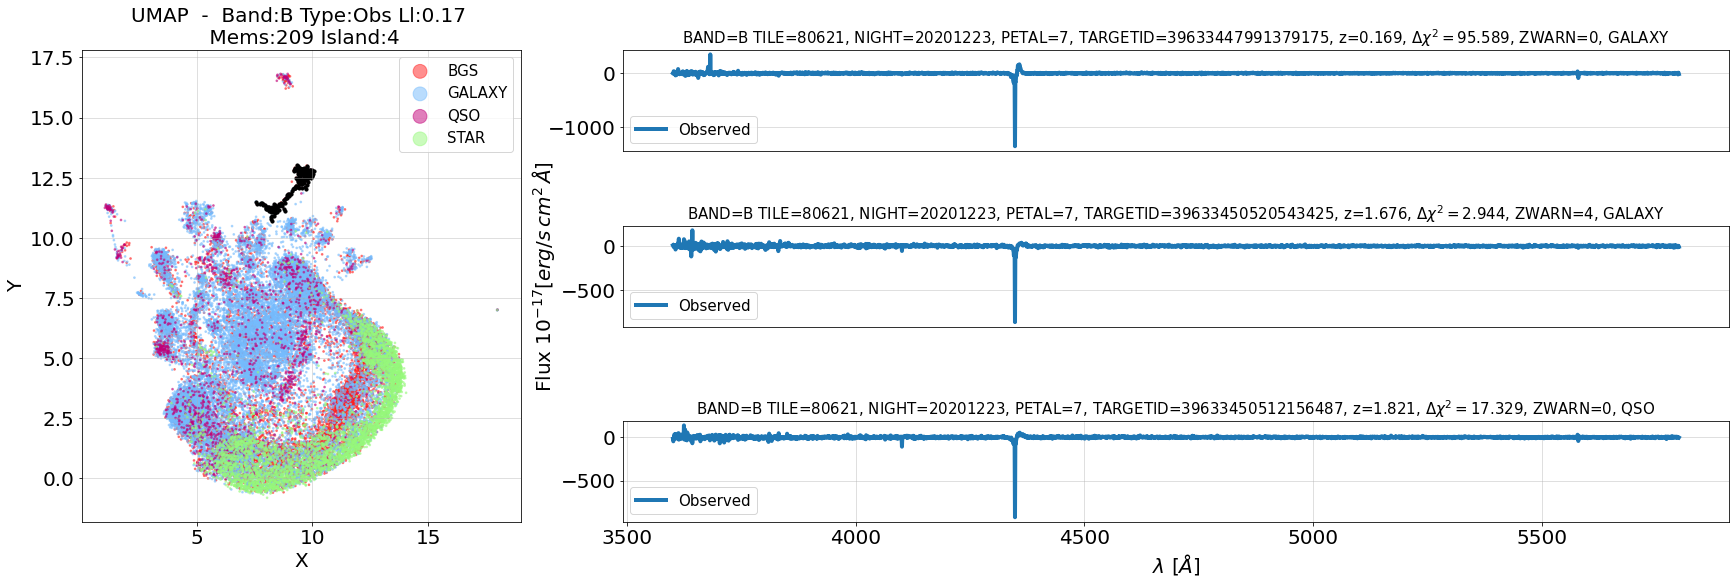 UMAP - Band:B Type:Obs Ll:0.17
Mems:209 Island:4
17.5
15.0
12.5
10.0
7.5
5.0
2.5
0.0
Y
5
10
15
X
BGS
GALAXY
QSO
STAR
Flux 10⁻¹⁷[erg/s cm² Å]
BAND=B TILE=80621, NIGHT=20201223, PETAL=7, TARGETID=39633447991379175, z=0.169, Δχ² = 95.589, ZWARN=0, GALAXY
0
−1000
Observed
BAND=B TILE=80621, NIGHT=20201223, PETAL=7, TARGETID=39633450520543425, z=1.676, Δχ² = 2.944, ZWARN=4, GALAXY
0
−500
Observed
BAND=B TILE=80621, NIGHT=20201223, PETAL=7, TARGETID=39633450512156487, z=1.821, Δχ² = 17.329, ZWARN=0, QSO
0
−500
Observed
3500
4000
4500
5000
5500
λ [Å]